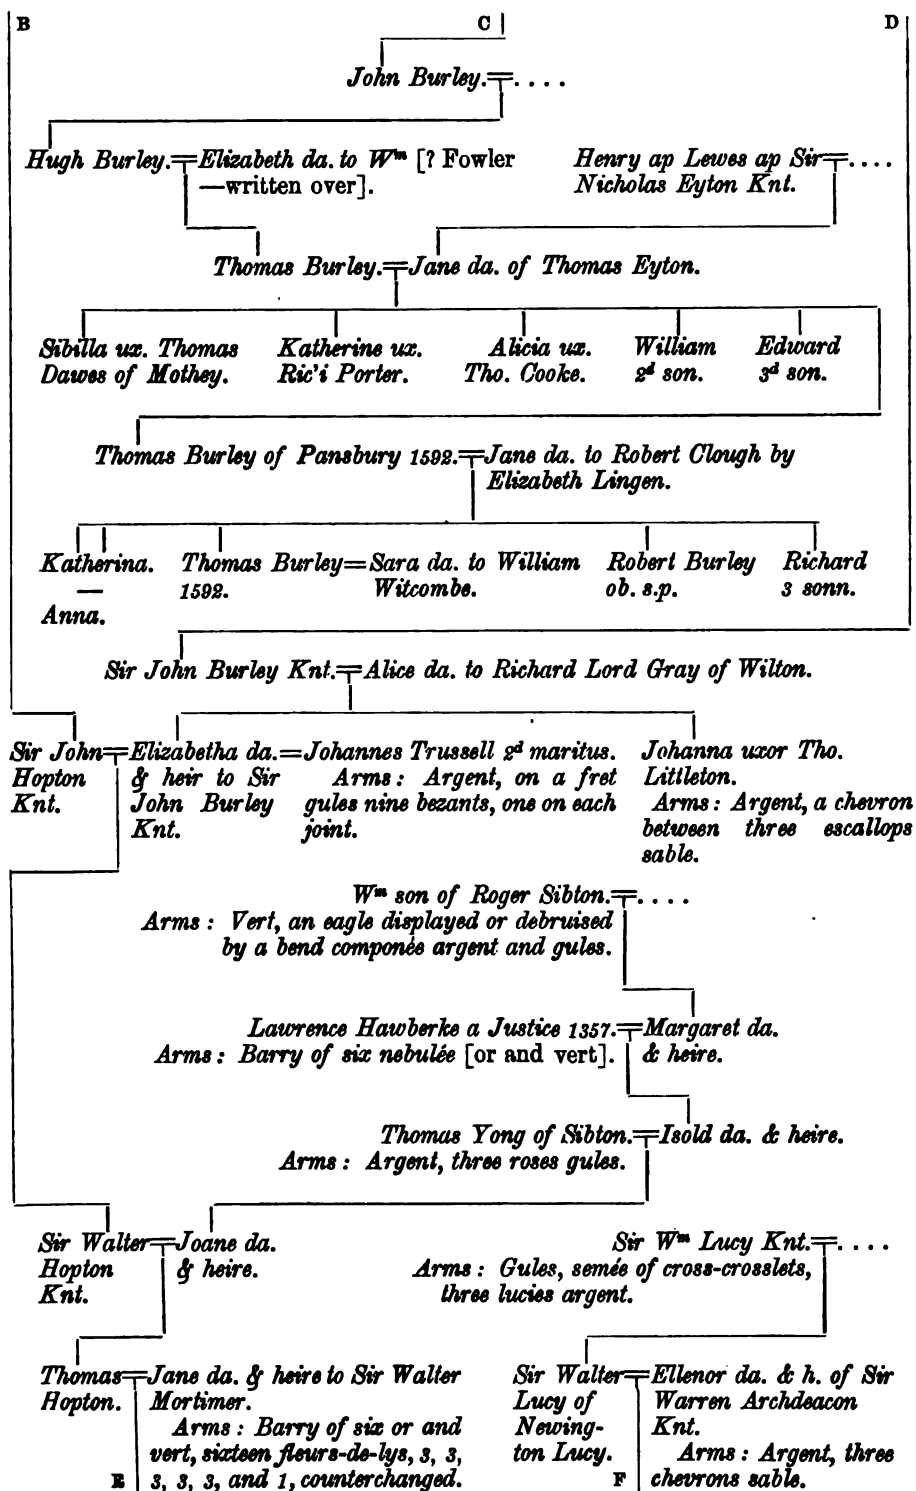 B C D
John Burley. . . . .
Hugh Burley. Elizabeth da. to Wm [? Fowler
—written over].
Henry ap Lewes ap Sir . . . .
Nicholas Eyton Knt.
Thomas Burley. Jane da. of Thomas Eyton.
Sibilla ux. Thomas
Dawes of Mothey.
Katherine ux.
Ric'i Porter.
Alicia ux.
Tho. Cooke.
William
2d son.
Edward
3d son.
Thomas Burley of Pansbury 1592. Jane da. to Robert Clough by
Elizabeth Lingen.
Katherina.
—
Anna.
Thomas Burley=Sara da. to William
1592. Witcombe.
Robert Burley
ob. s.p.
Richard
3 sonn.
Sir John Burley Knt. Alice da. to Richard Lord Gray of Wilton.
Sir John
Hopton
Knt.
Elizabetha da.
& heir to Sir
John Burley
Knt.
=Johannes Trussell 2d maritus.
Arms: Argent, on a fret
gules nine bezants, one on each
joint.
Johanna uxor Tho.
Littleton.
Arms: Argent, a chevron
between three escallops
sable.
Wm son of Roger Sibton. . . . .
Arms: Vert, an eagle displayed or debruised
by a bend componée argent and gules.
Lawrence Hawberke a Justice 1357.
Arms: Barry of six nebulée [or and vert].
Margaret da.
& heire.
Thomas Yong of Sibton. Isold da. & heire.
Arms: Argent, three roses gules.
Sir Walter
Hopton
Knt.
Joane da.
& heire.
Sir Wm Lucy Knt. . . . .
Arms: Gules, semée of cross-crosslets,
three lucies argent.
Thomas
Hopton.
Jane da. & heire to Sir Walter
Mortimer.
Arms: Barry of six or and
vert, sixteen fleurs-de-lys, 3, 3,
3, 3, 3, and 1, counterchanged.
E
Sir Walter
Lucy of
Newing-
ton Lucy.
F
Ellenor da. & h. of Sir
Warren Archdeacon
Knt.
Arms: Argent, three
chevrons sable.